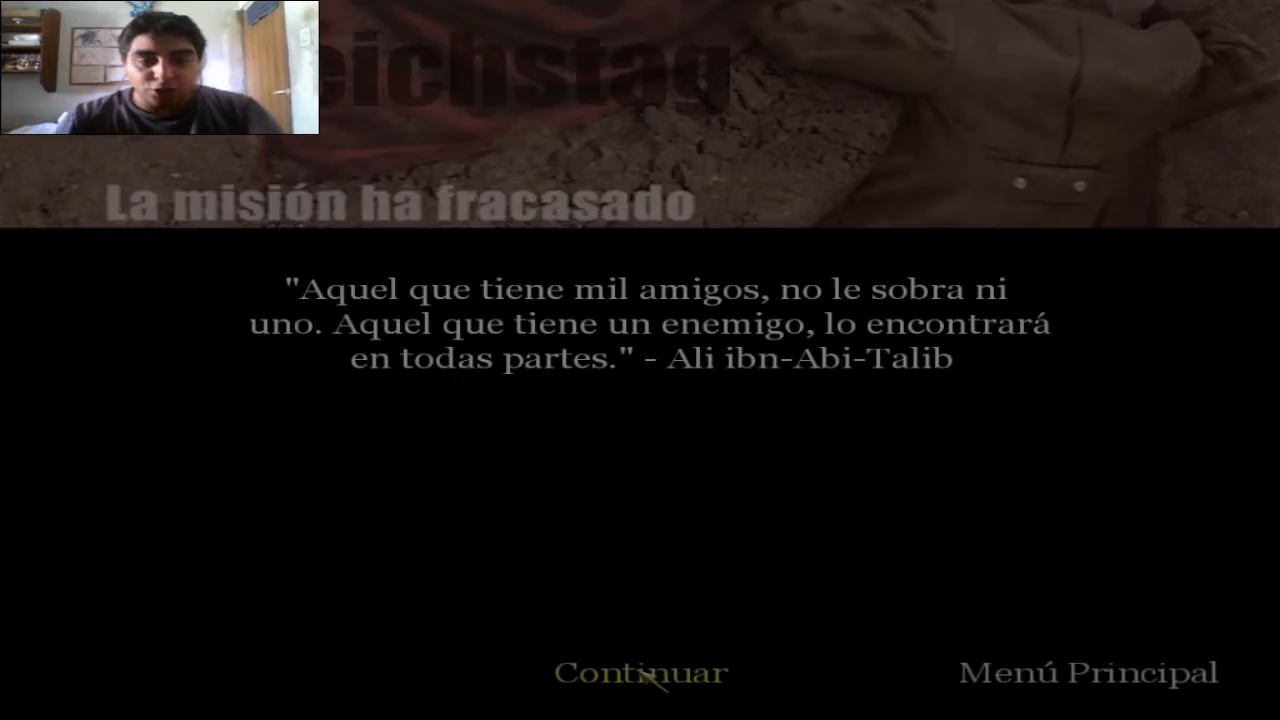 eichstag
La misión ha fracasado
"Aquel que tiene mil amigos, no le sobra ni
uno. Aquel que tiene un enemigo, lo encontrará
en todas partes." - Ali ibn-Abi-Talib
Continuar
Menú Principal